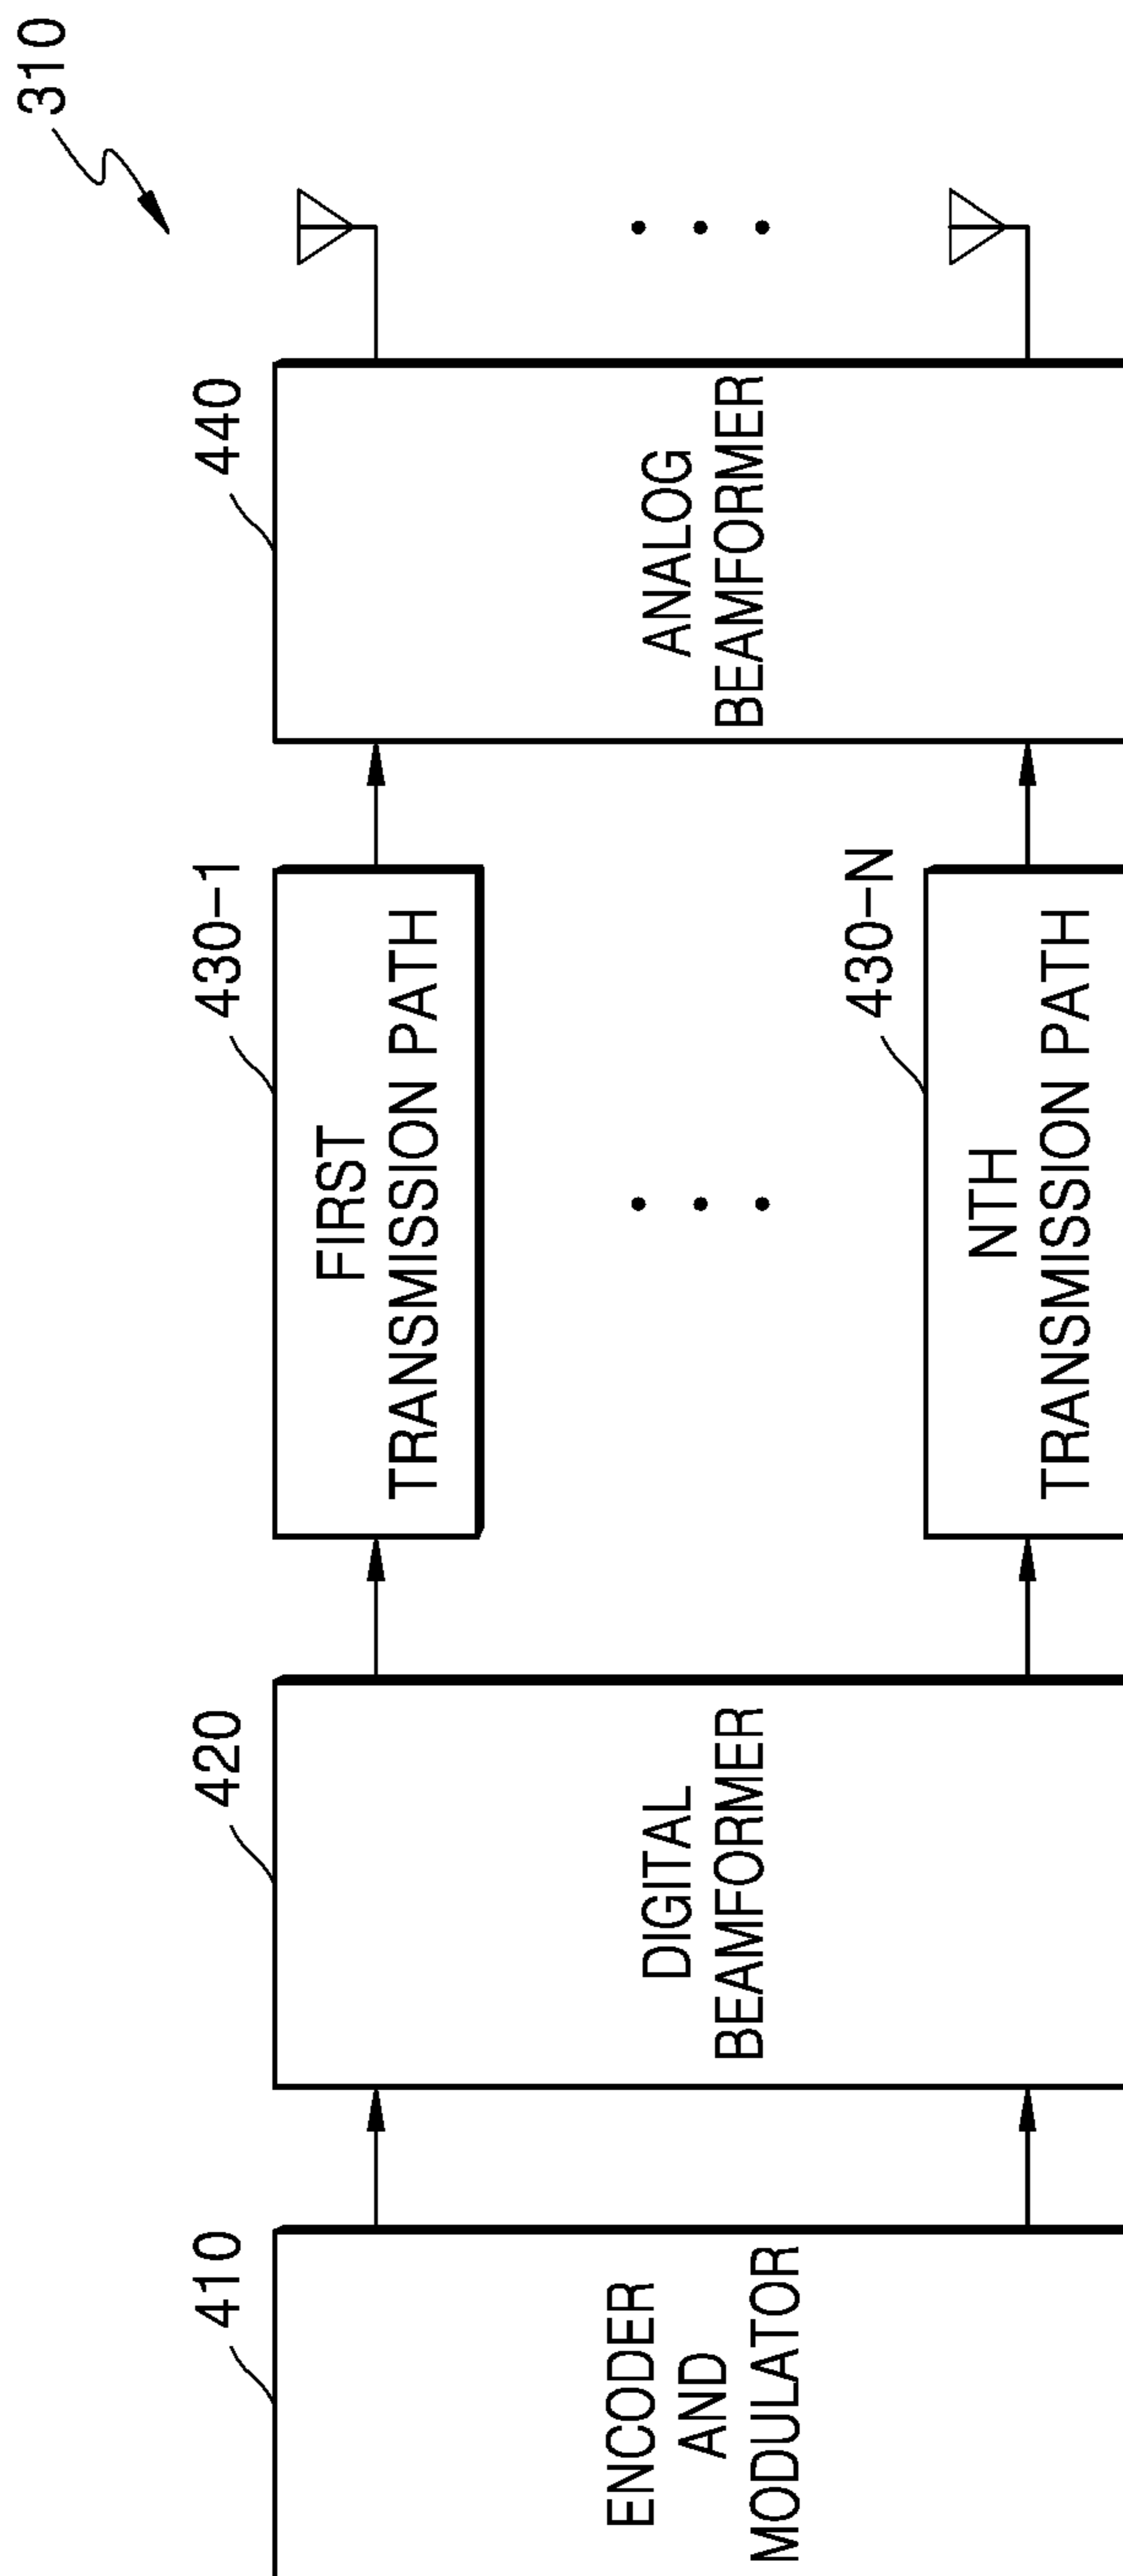 310
410
420
430-1
440
ENCODER
AND
MODULATOR
DIGITAL
BEAMFORMER
FIRST
TRANSMISSION PATH
ANALOG
BEAMFORMER
430-N
NTH
TRANSMISSION PATH